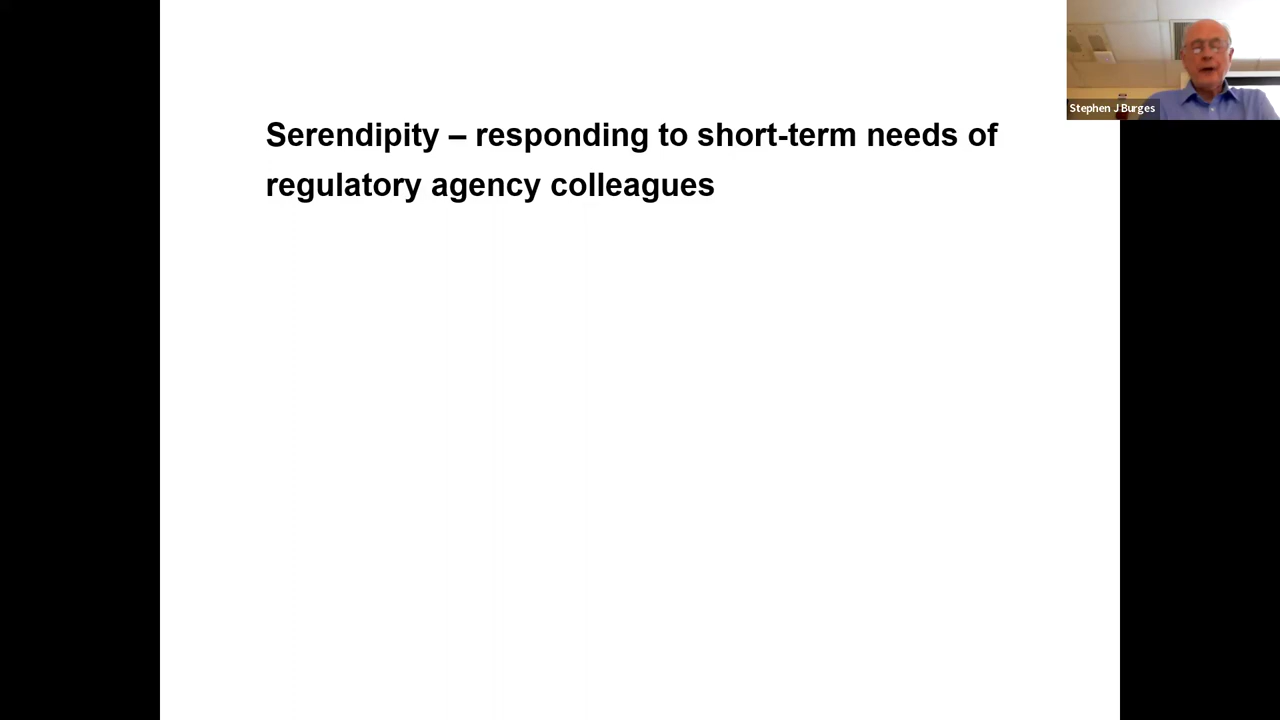 Serendipity – responding to short-term needs of
regulatory agency colleagues
Stephen J Burges